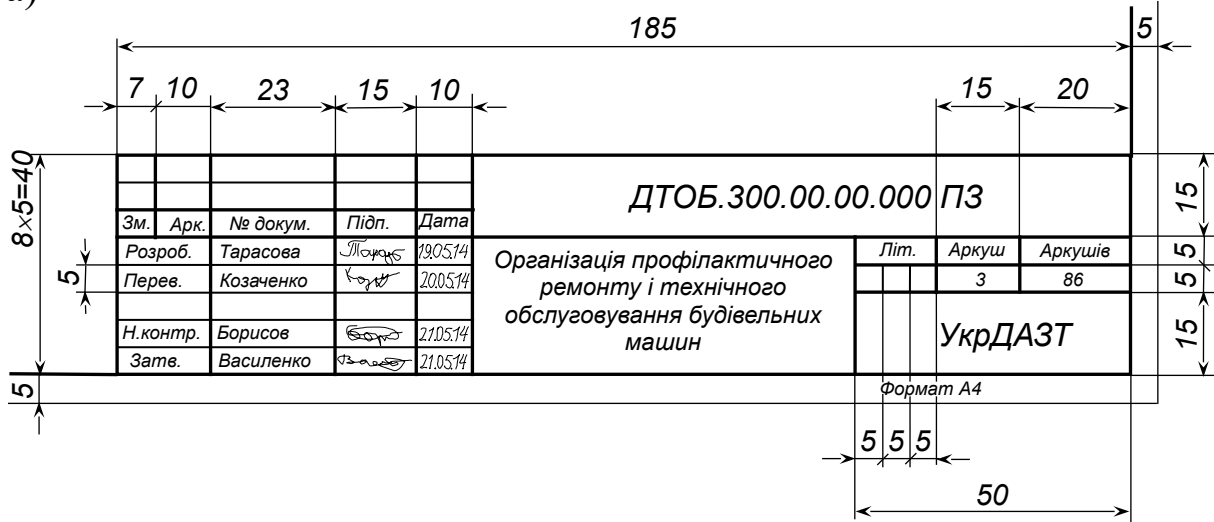 а)
185 5
7 10 23 15 10 15 20
8×5=40
ДТОБ.300.00.00.000 ПЗ
15
Зм. Арк. № докум. Підп. Дата
Розроб. Тарасова 19.05.14
Літ. Аркуш Аркушів
5
Організація профілактичного
5
Перев. Козаченко 20.05.14
3 86
5
ремонту і технічного
обслуговування будівельних
Н.контр. Борисов 21.05.14
машин
УкрДАЗТ
15
Затв. Василенко 21.05.14
5
Формат А4
5 5 5
50